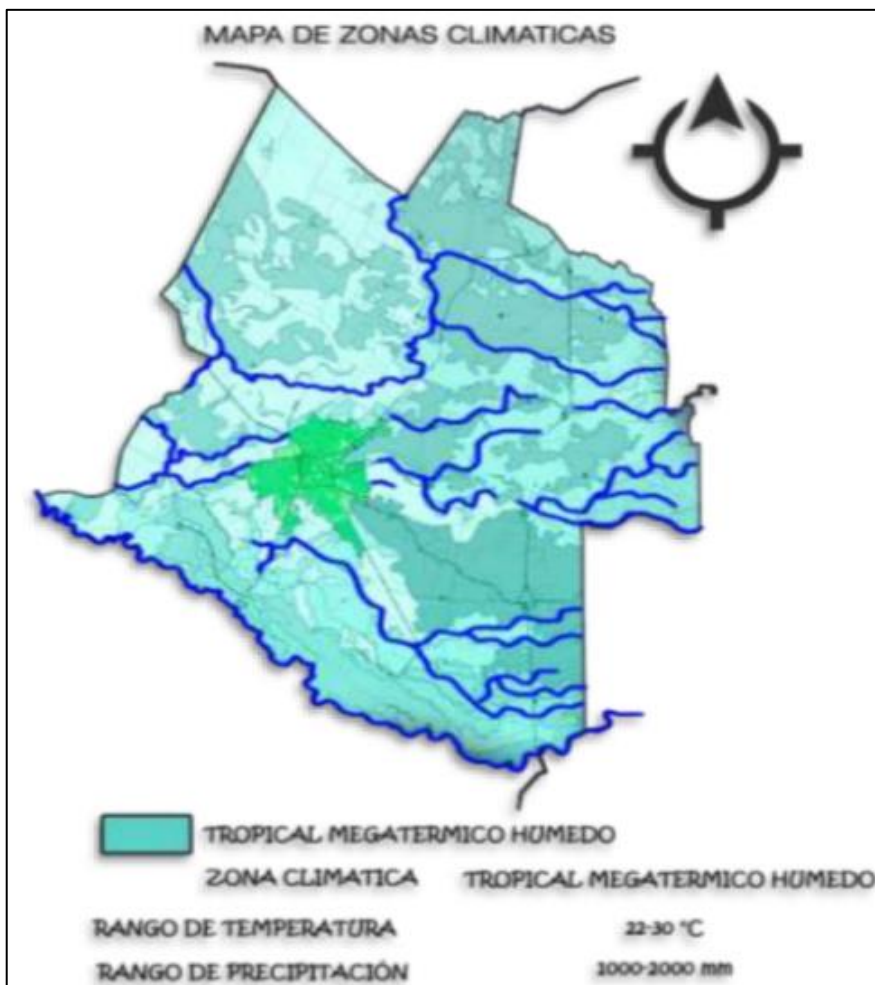 MAPA DE ZONAS CLIMATICAS
TROPICAL MEGATERMICO HUMEDO
ZONA CLIMATICA TROPICAL MEGATERMICO HUMEDO
RANGO DE TEMPERATURA 22-30 °C
RANGO DE PRECIPITACIÓN 1000-2000 mm